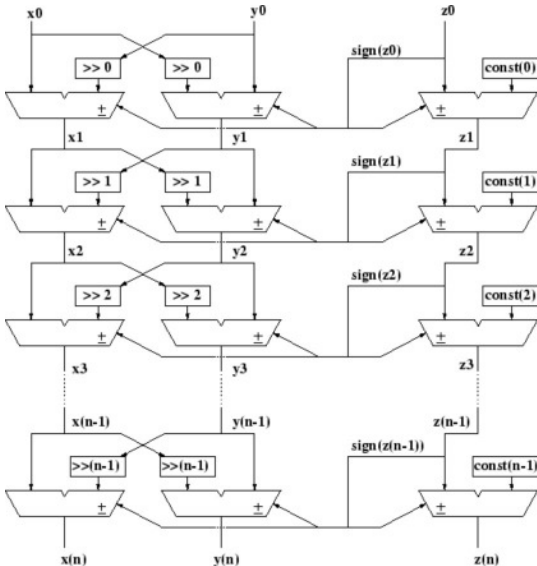 x0 y0 z0
sign(z0)
>> 0 >> 0 const(0)
± ± ±
x1 y1 z1
sign(z1)
>> 1 >> 1 const(1)
± ± ±
x2 y2 z2
sign(z2)
>> 2 >> 2 const(2)
± ± ±
x3 y3 z3
x(n-1) y(n-1) z(n-1)
sign(z(n-1))
>>(n-1) >>(n-1) const(n-1)
± ± ±
x(n) y(n) z(n)